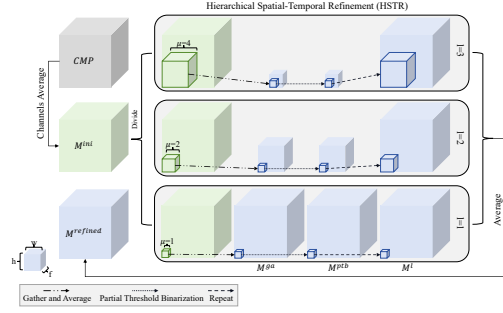 Hierarchical Spatial-Temporal Refinement (HSTR)
Channels Average
CMP
M^ini
M^refined
Divide
μ=4
l=3
μ=2
l=2
μ=1
l=1
M^ga
M^ptb
M^l
Average
w
h
f
Gather and Average
Partial Threshold Binarization
Repeat